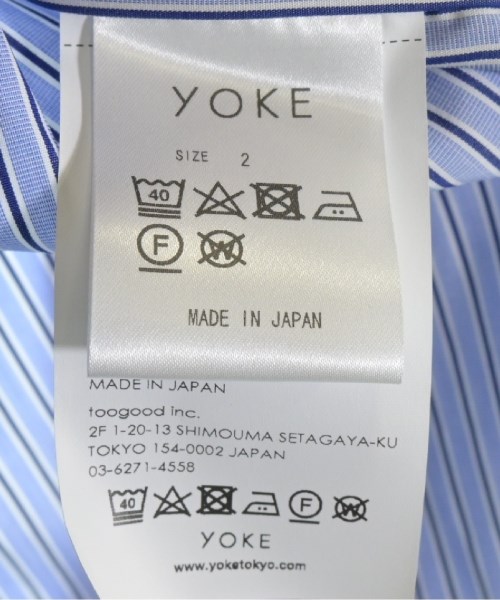 YOKE
SIZE 2
40
F W
MADE IN JAPAN
MADE IN JAPAN
toogood inc.
2F 1-20-13 SHIMOUMA SETAGAYA-KU
TOKYO 154-0002 JAPAN
03-6271-4558
40 F W
YOKE
www.yoketokyo.com